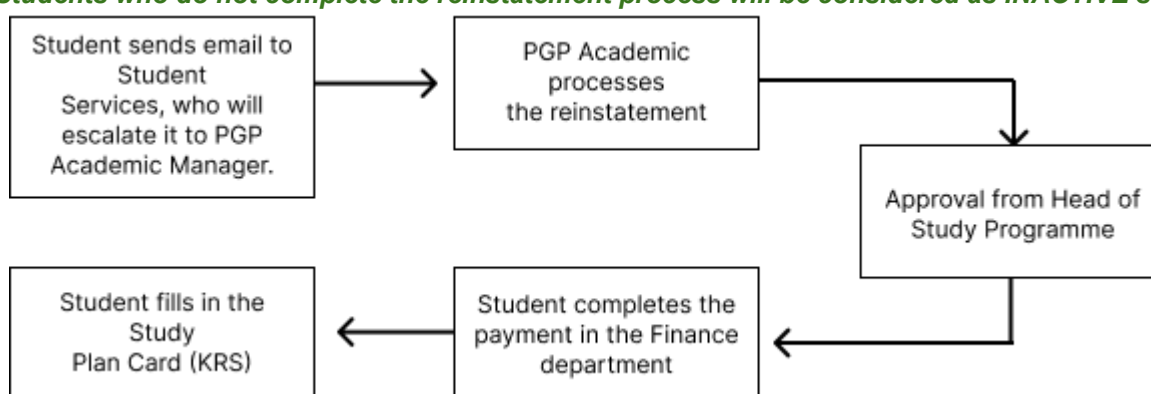 Students who do not complete the reinstatement process will be considered as INACTIVE s
Student sends email to
Student
Services, who will
escalate it to PGP
Academic Manager.
PGP Academic
processes
the reinstatement
Approval from Head of
Study Programme
Student completes the
payment in the Finance
department
Student fills in the
Study
Plan Card (KRS)